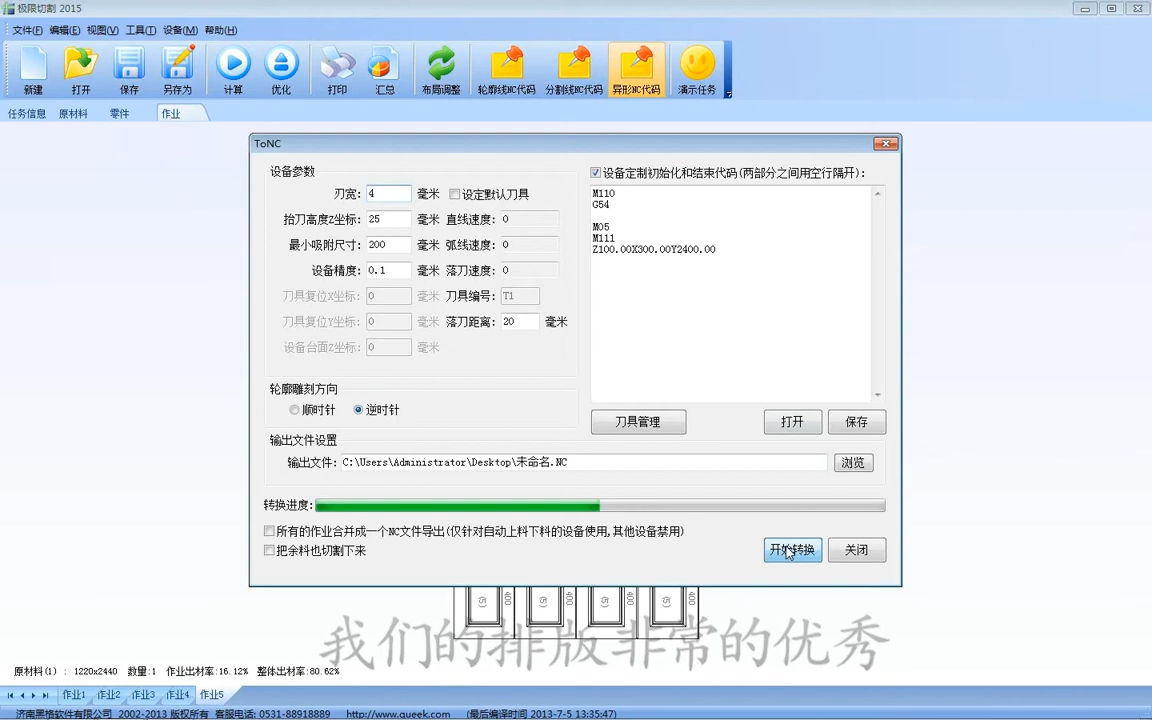 极限切割 2015
文件(F) 编辑(E) 视图(V) 工具(T) 设备(M) 帮助(H)
新建 打开 保存 另存为 计算 优化 打印 汇总 布局调整 轮廓线NC代码 分割线NC代码 异形NC代码 演示任务
任务信息 原材料 零件 作业
ToNC
设备参数
刃宽: 4 毫米 设定默认刀具
抬刀高度Z坐标: 25 毫米 直线速度: 0
最小吸附尺寸: 200 毫米 弧线速度: 0
设备精度: 0.1 毫米 落刀速度: 0
刀具复位X坐标: 0 毫米 刀具编号: T1
刀具复位Y坐标: 0 毫米 落刀距离: 20 毫米
设备台面Z坐标: 0 毫米
设备定制初始化和结束代码(两部分之间用空行隔开):
M110
G54
M05
M111
Z100.00X300.00Y2400.00
轮廓雕刻方向
顺时针 逆时针
刀具管理 打开 保存
输出文件设置
输出文件: C:\Users\Administrator\Desktop\未命名.NC 浏览
转换进度:
所有的作业合并成一个NC文件导出(仅针对自动上料下料的设备使用,其他设备禁用)
把余料也切割下来
开始转换 关闭
(5) 400 (5) 400 (5) 400 (5) 400
我们的排版非常的优秀
原材料(1) : 1220x2440 数量:1 作业出材率:16.12% 整体出材率:80.62%
作业1 作业2 作业3 作业4 作业5
济南黑格软件有限公司 2002-2013 版权所有 客服电话: 0531-88918889 http://www.gueek.com (最后编译时间 2013-7-5 13:35:47)